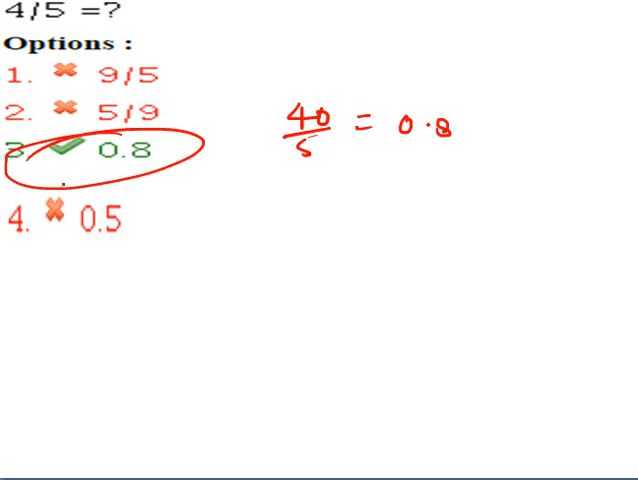 4/5 =?
Options :
1. ✖ 9/5
2. ✖ 5/9
3. ✔ 0.8
40/5 = 0.8
4. ✖ 0.5